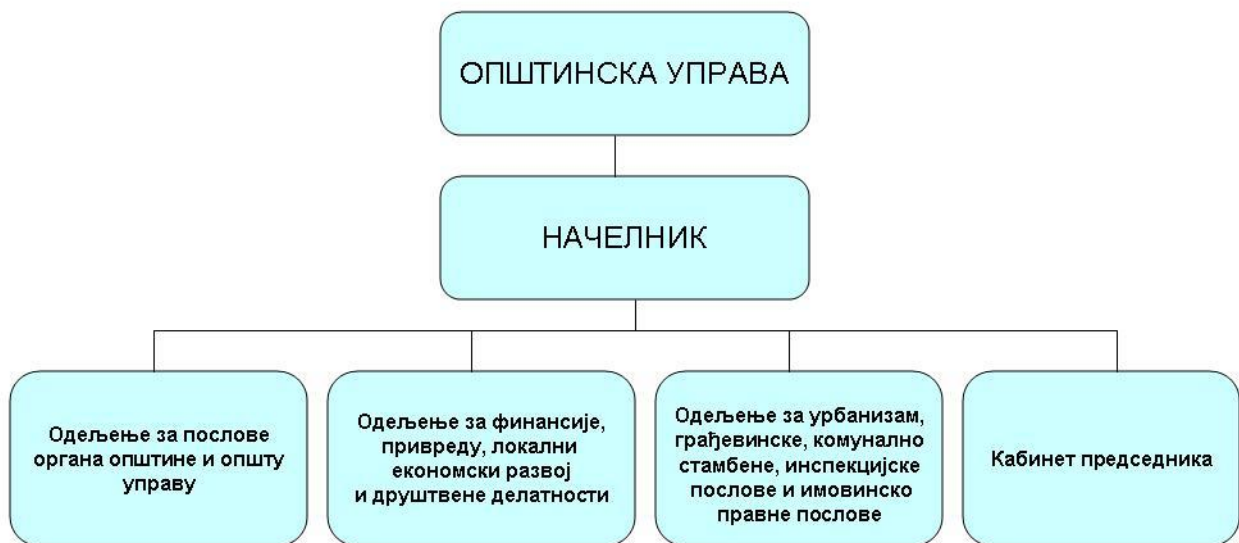 ОПШТИНСКА УПРАВА
НАЧЕЛНИК
Одељење за послове
органа општине и општу
управу
Одељење за финансије,
привреду, локални
економски развој
и друштвене делатности
Одељење за урбанизам,
грађевинске, комунално
стамбене, инспекцијске
послове и имовинско
правне послове
Кабинет председника